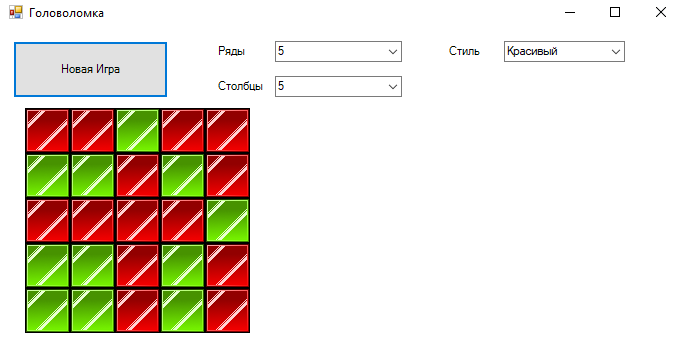 Головоломка
Новая Игра
Ряды 5
Стиль Красивый
Столбцы 5